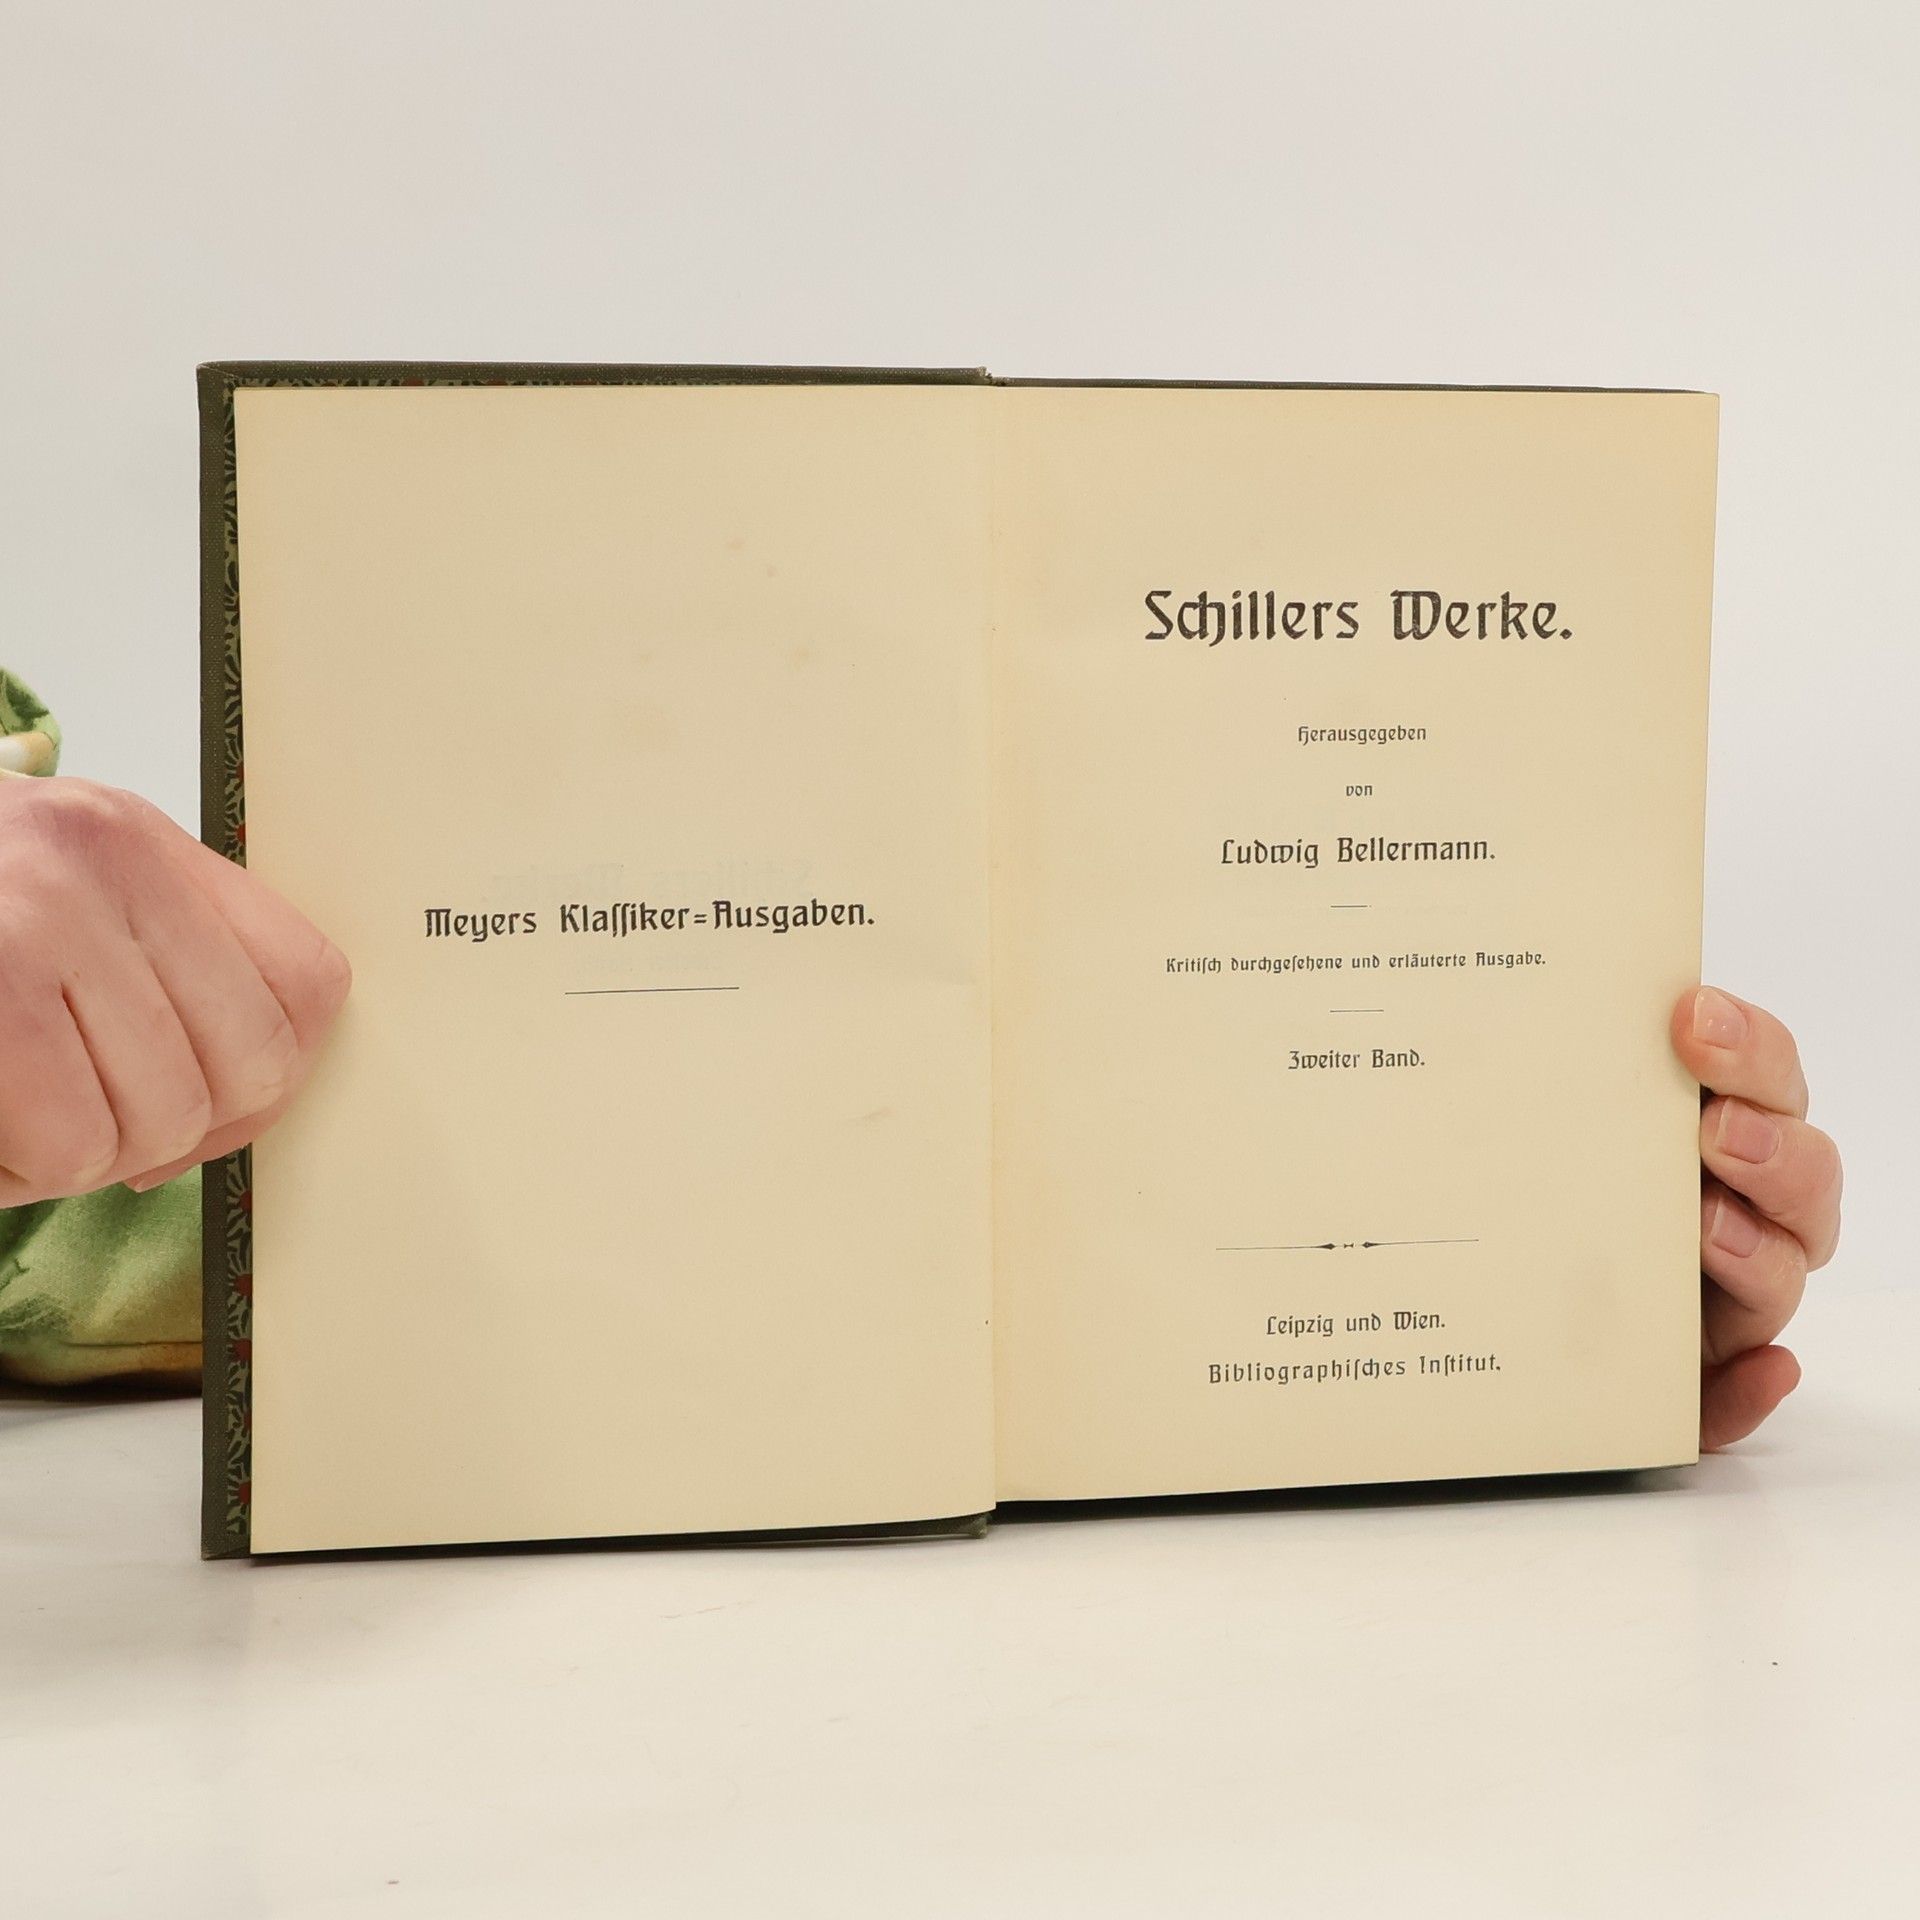 Meyers Klaſſiker=Ausgaben.
Schillers Werke.
Herausgegeben
von
Ludwig Bellermann.
Kritiſch durchgeſehene und erläuterte Ausgabe.
Zweiter Band.
Leipzig und Wien.
Bibliographiſches Inſtitut.